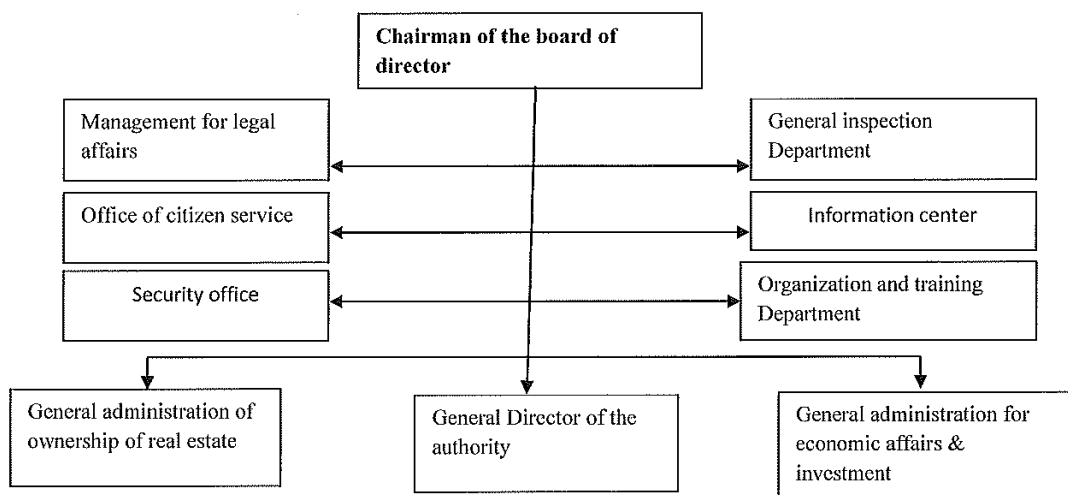 Chairman of the board of
director
Management for legal
affairs
General inspection
Department
Office of citizen service
Information center
Security office
Organization and training
Department
General administration of
ownership of real estate
General Director of the
authority
General administration for
economic affairs &
investment